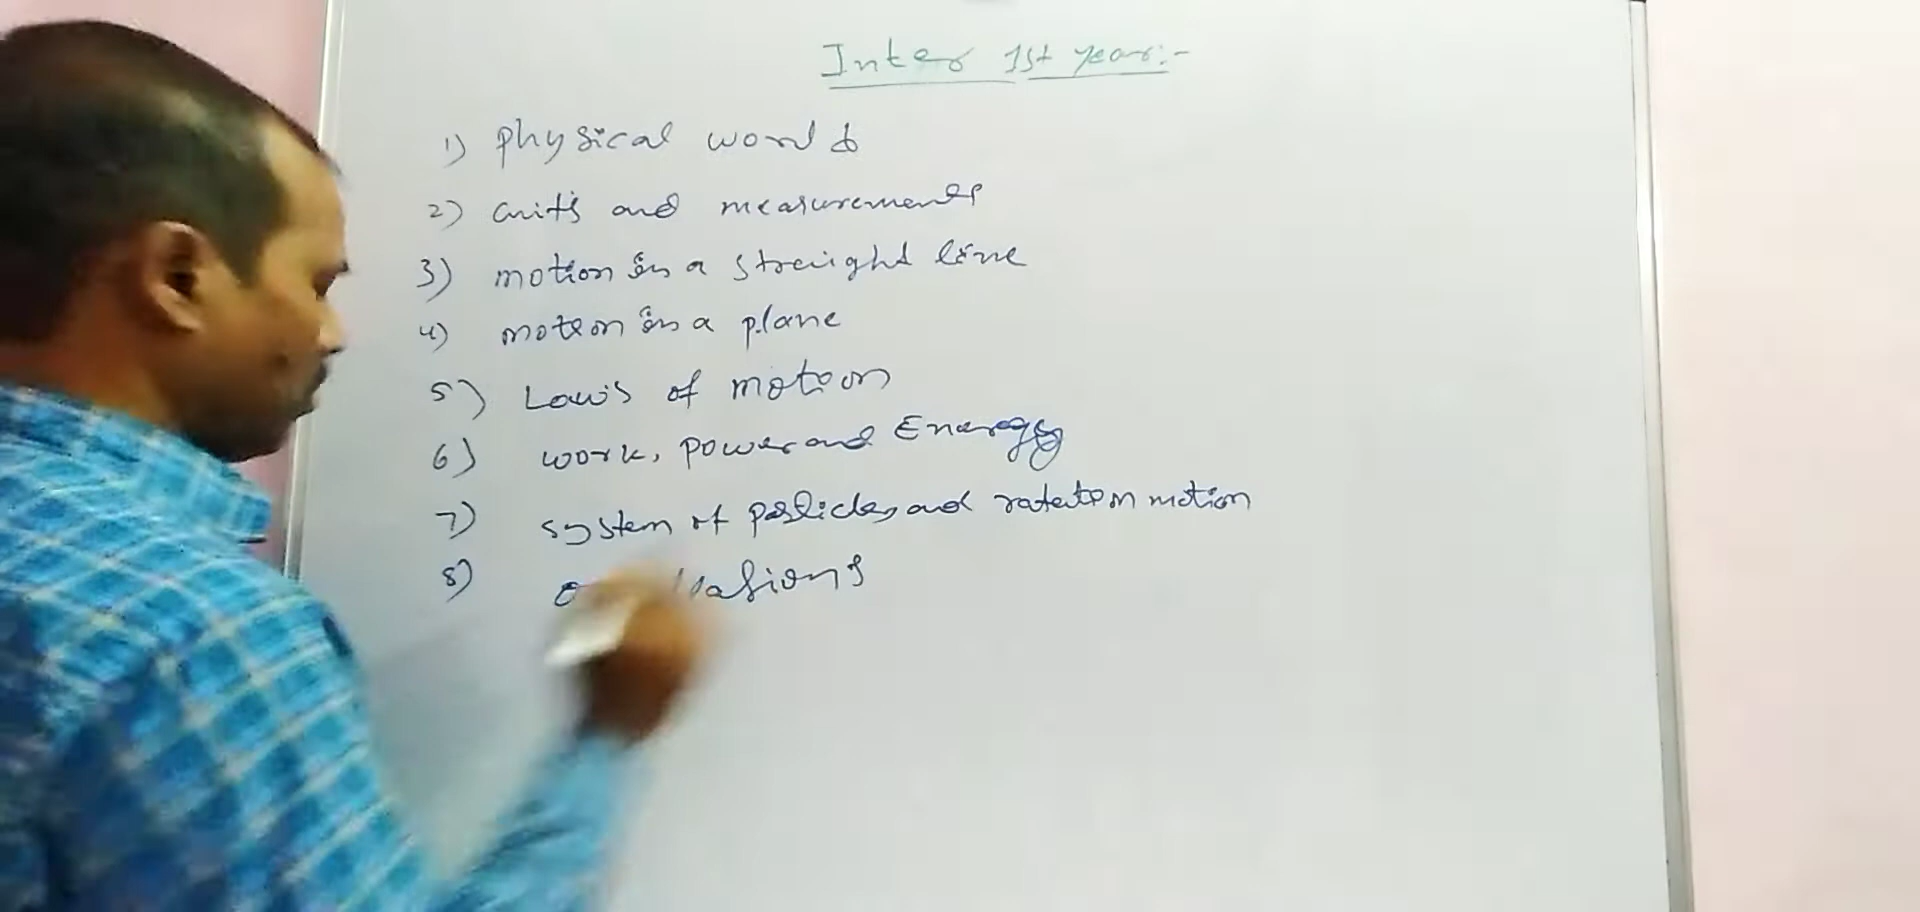 Inter 1st year:-
1) physical world
2) units and measurements
3) motion in a straight line
4) motion in a plane
5) Laws of motion
6) work, power and Energy
7) system of particles and rotation motion
8)